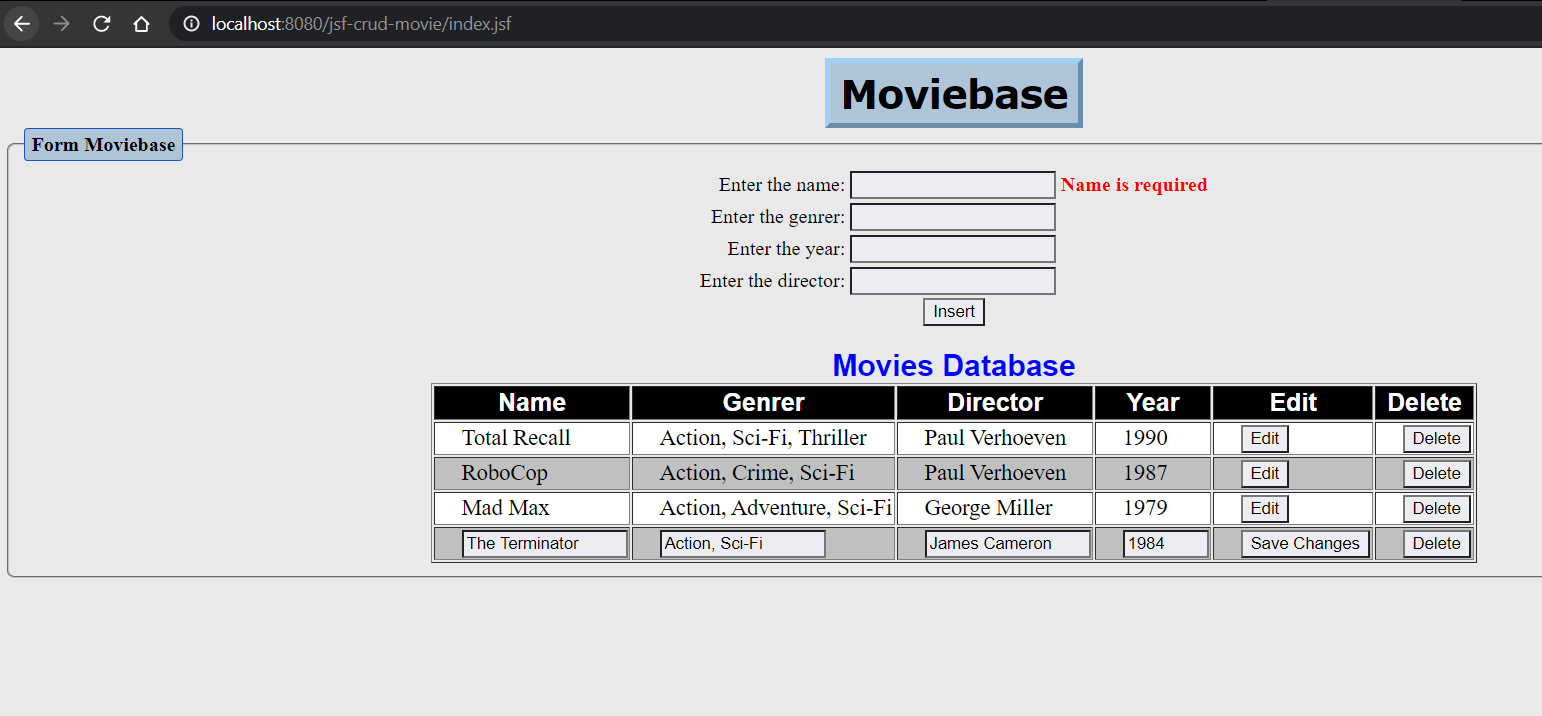 localhost:8080/jsf-crud-movie/index.jsf
Moviebase
Form Moviebase
Enter the name: Name is required
Enter the genrer:
Enter the year:
Enter the director:
Insert
Movies Database
Name Genrer Director Year Edit Delete
Total Recall Action, Sci-Fi, Thriller Paul Verhoeven 1990 Edit Delete
RoboCop Action, Crime, Sci-Fi Paul Verhoeven 1987 Edit Delete
Mad Max Action, Adventure, Sci-Fi George Miller 1979 Edit Delete
The Terminator Action, Sci-Fi James Cameron 1984 Save Changes Delete